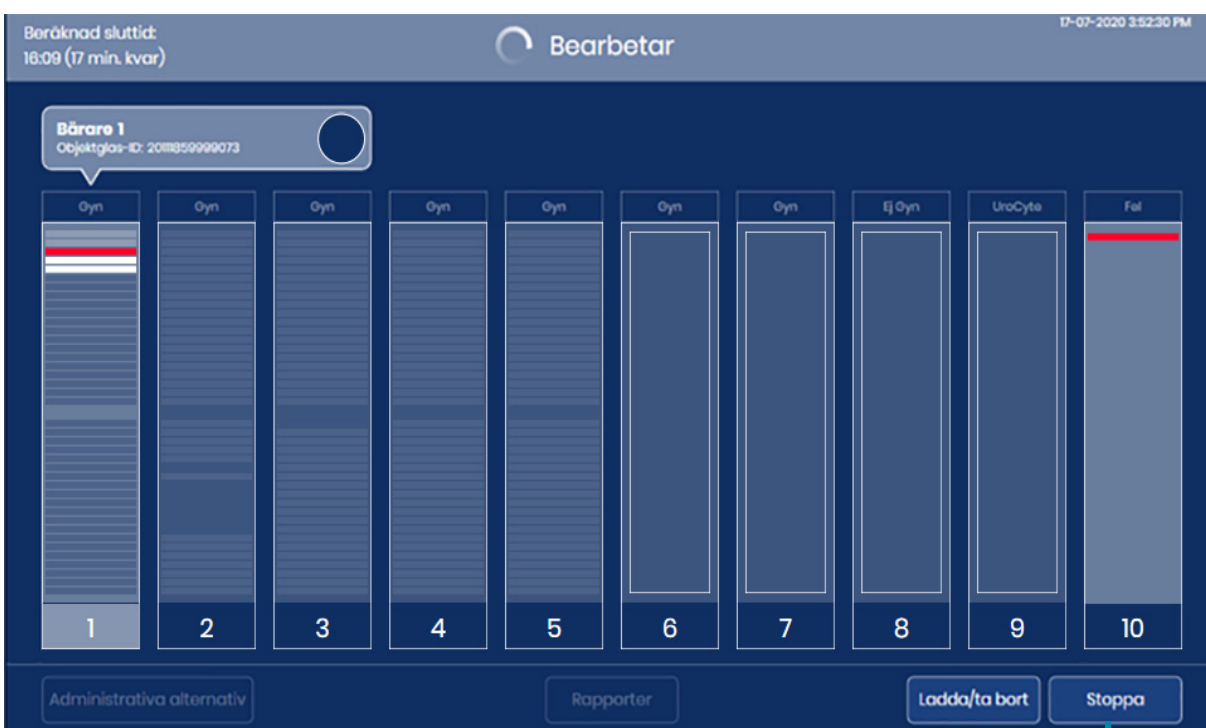 Beräknad sluttid:
16:09 (17 min. kvar)
Bearbetar
17-07-2020 3:52:30 PM
Bärare 1
Objektglas-ID: 20111859999073
Gyn Gyn Gyn Gyn Gyn Gyn Gyn Ej Gyn UroCyte Fel
1 2 3 4 5 6 7 8 9 10
Administrativa alternativ Rapporter Ladda/ta bort Stoppa